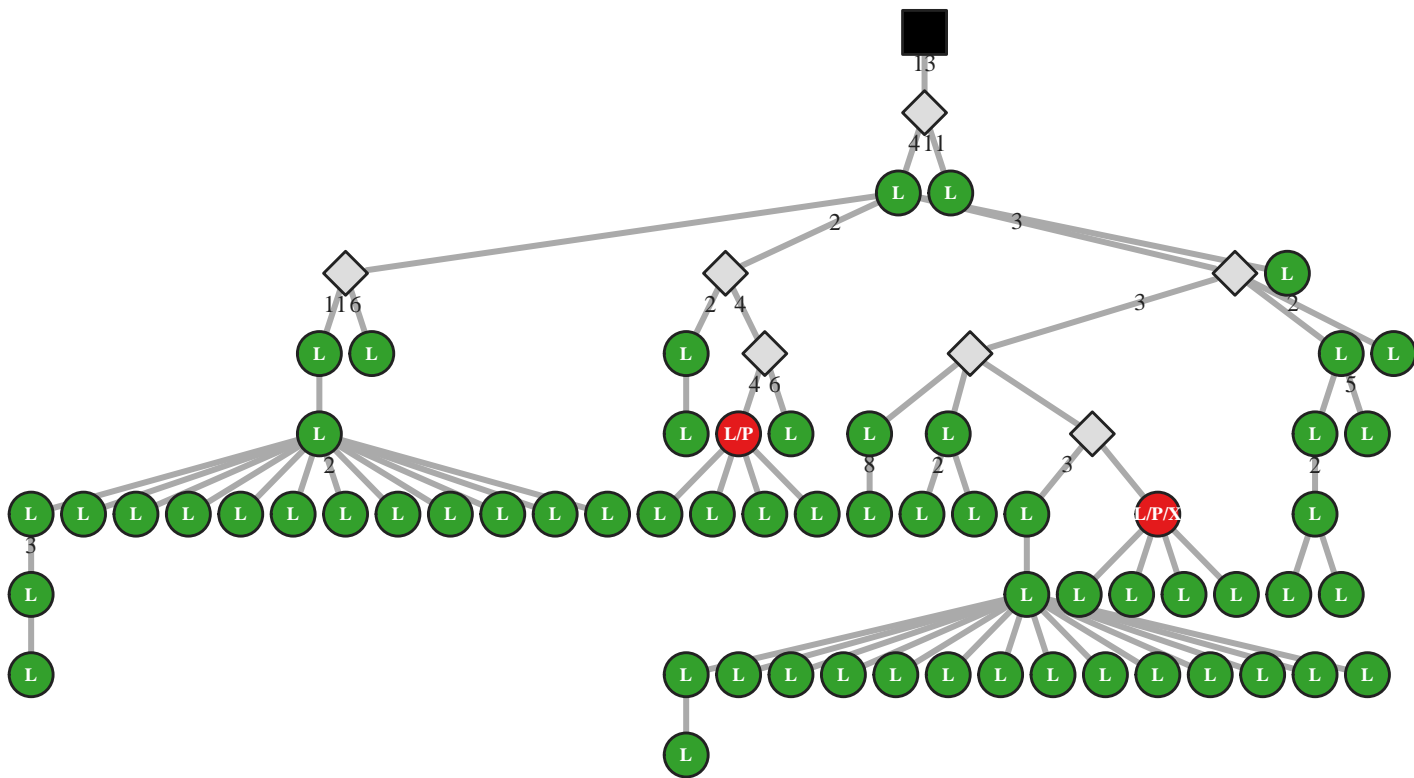 13
4 11
L L
2 3
L
11 6 2 4 3 2
L L L L L
4 6 5
L L L/P L L L L L
2 8 2 3 2
L L L L L L L L L L L L L L L L L L L L L/P/X L
3
L L L L L L L L
L L L L L L L L L L L L L L L
L